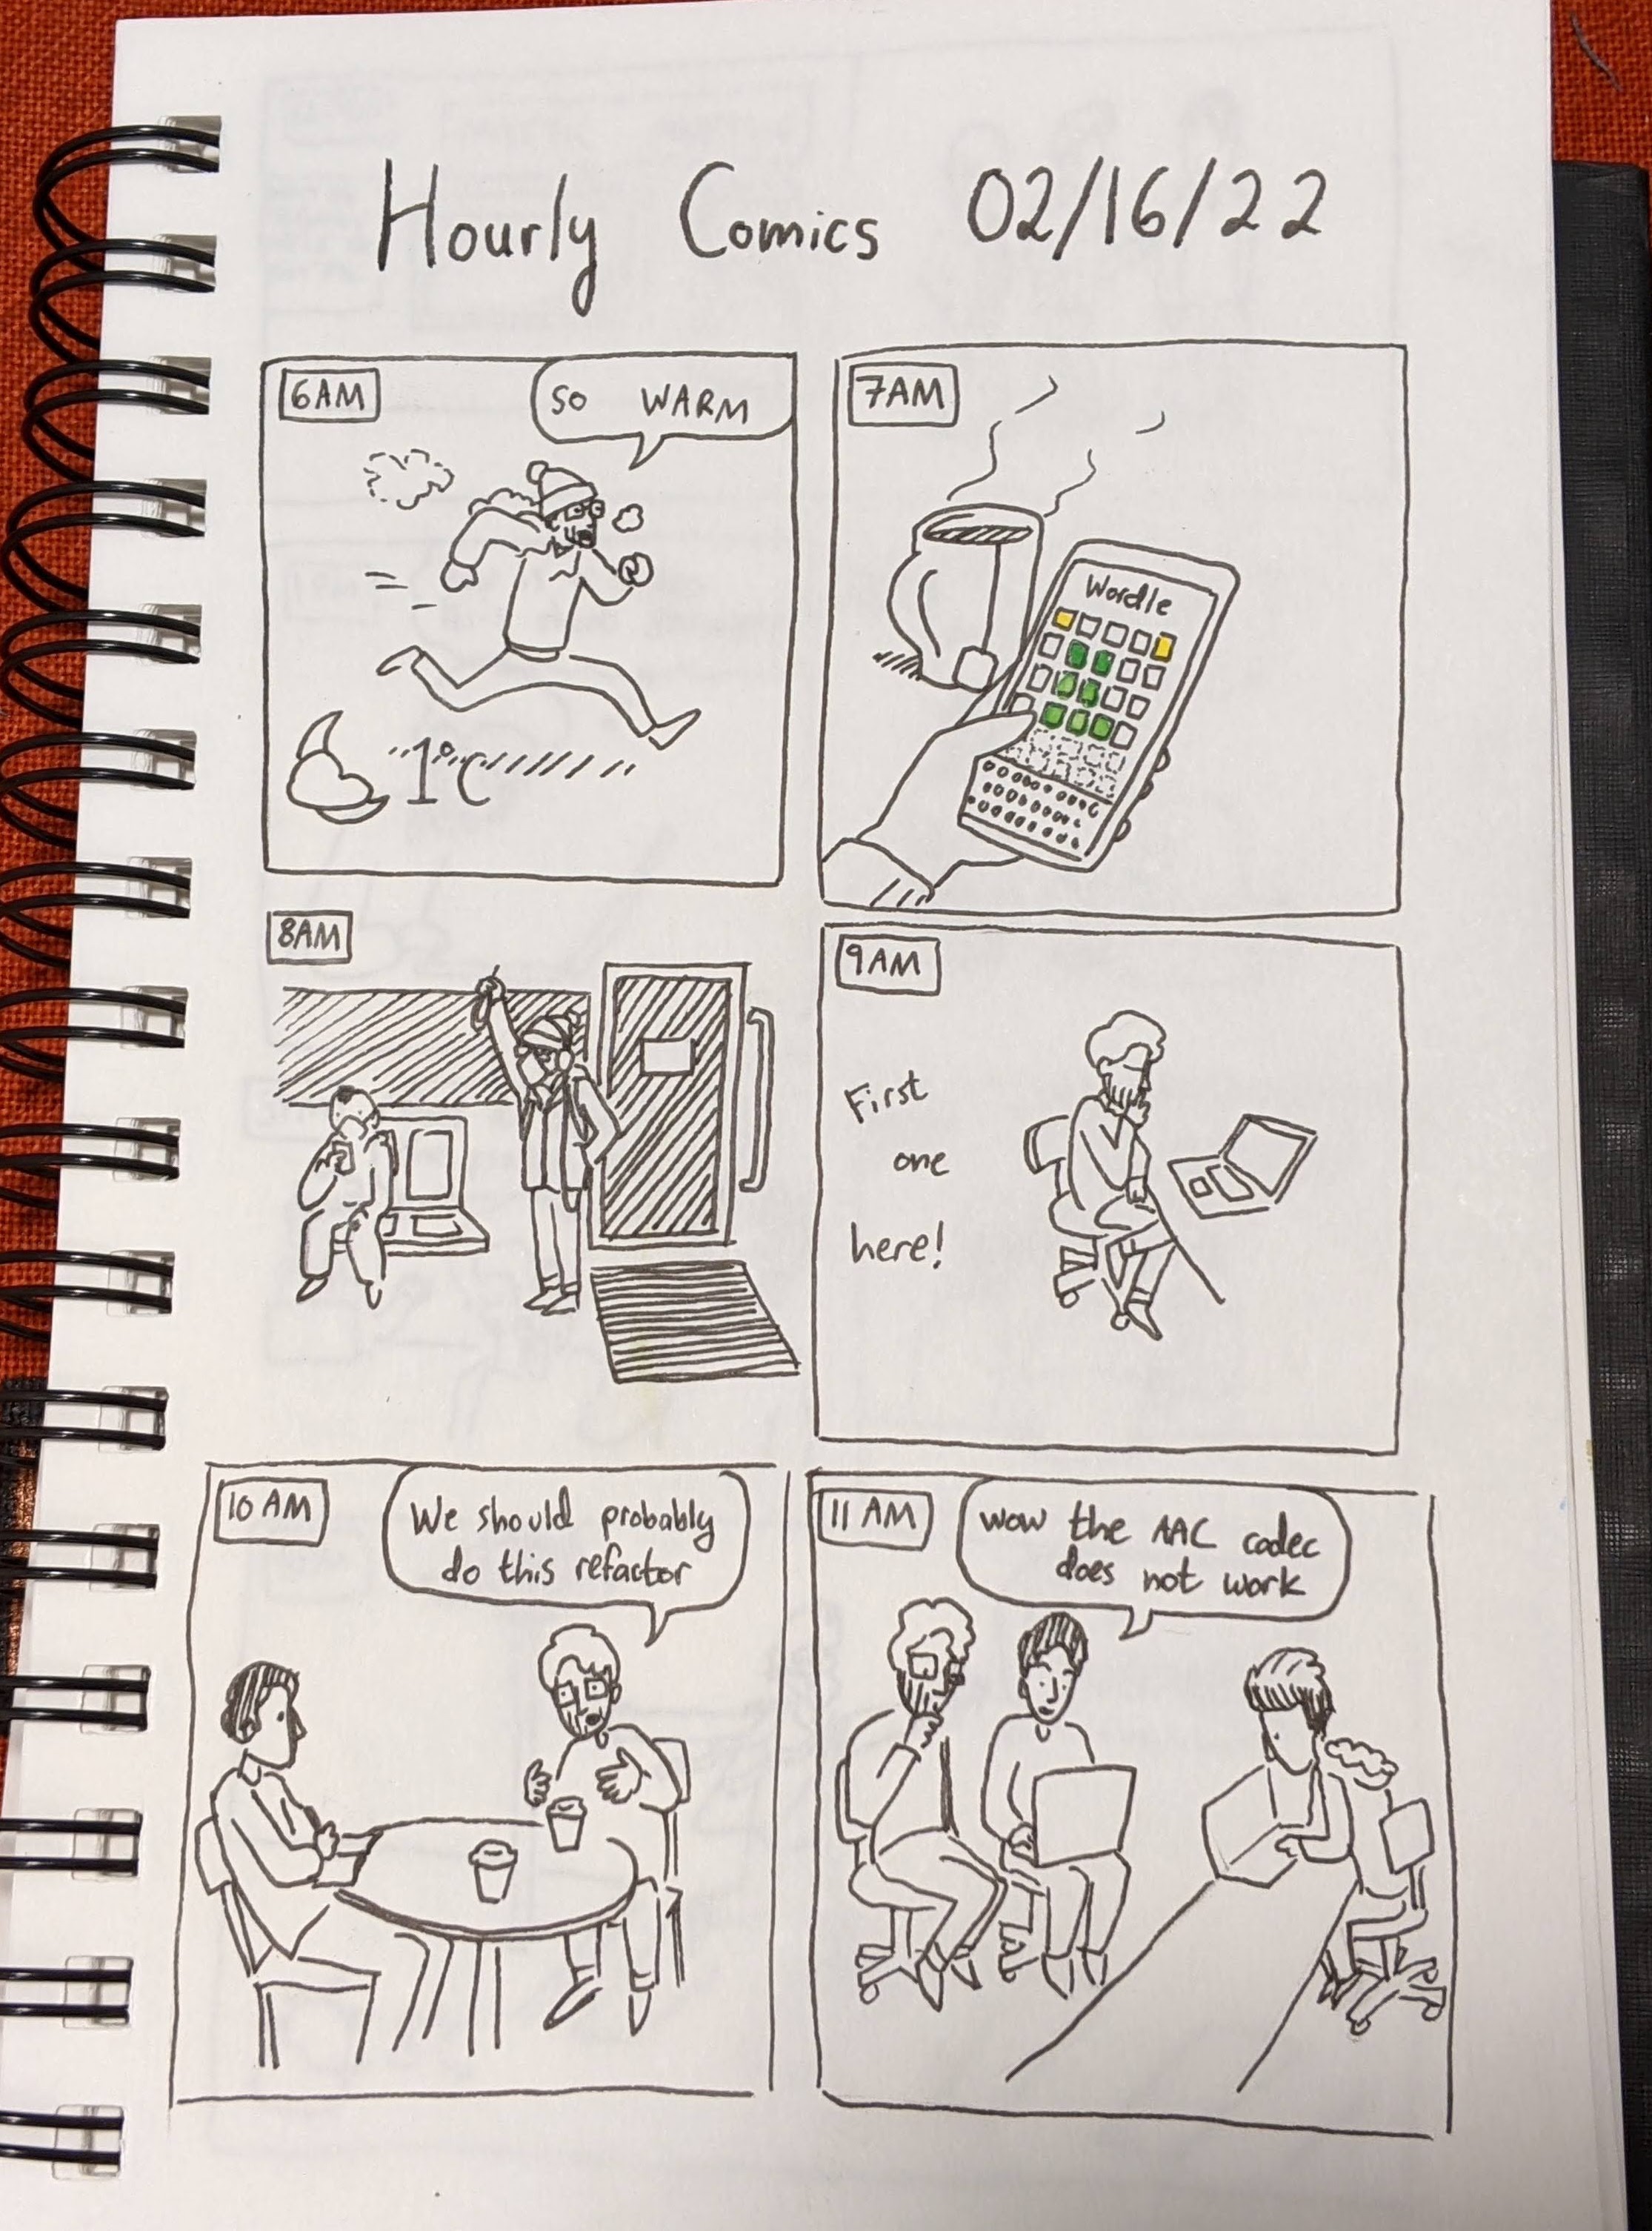 Hourly Comics 02/16/22
6AM
so WARM
1°C
7AM
Wordle
8AM
9AM
First
one
here!
10 AM
We should probably
do this refactor
11 AM
wow the AAC codec
does not work